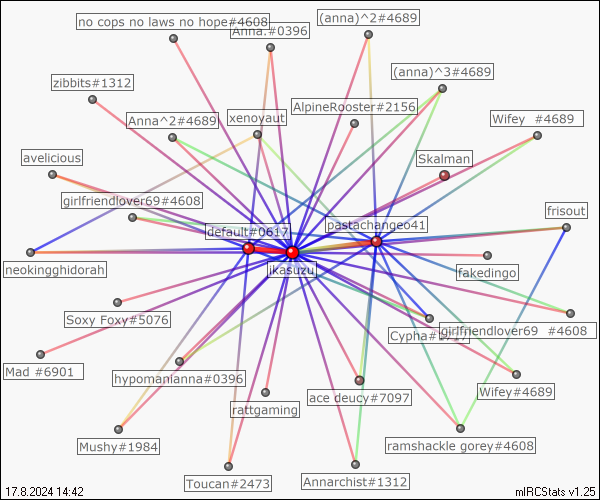 no cops no laws no hope#4608
Anna.#0396
(anna)^2#4689
(anna)^3#4689
zibbits#1312
Anna^2#4689
xenoyaut
AlpineRooster#2156
Wifey #4689
avelicious
Skalman
girlfriendlover69#4608
default#0617
pastachange041
frisout
neokingghidorah
ikasuzu
fakedingo
Soxy Foxy#5076
Cypha#1717
girlfriendlover69 #4608
Mad #6901
hypomanianna#0396
rattgaming
ace deucy#7097
Wifey#4689
Mushy#1984
ramshackle gorey#4608
Toucan#2473
Annarchist#1312
17.8.2024 14:42
mIRCStats v1.25